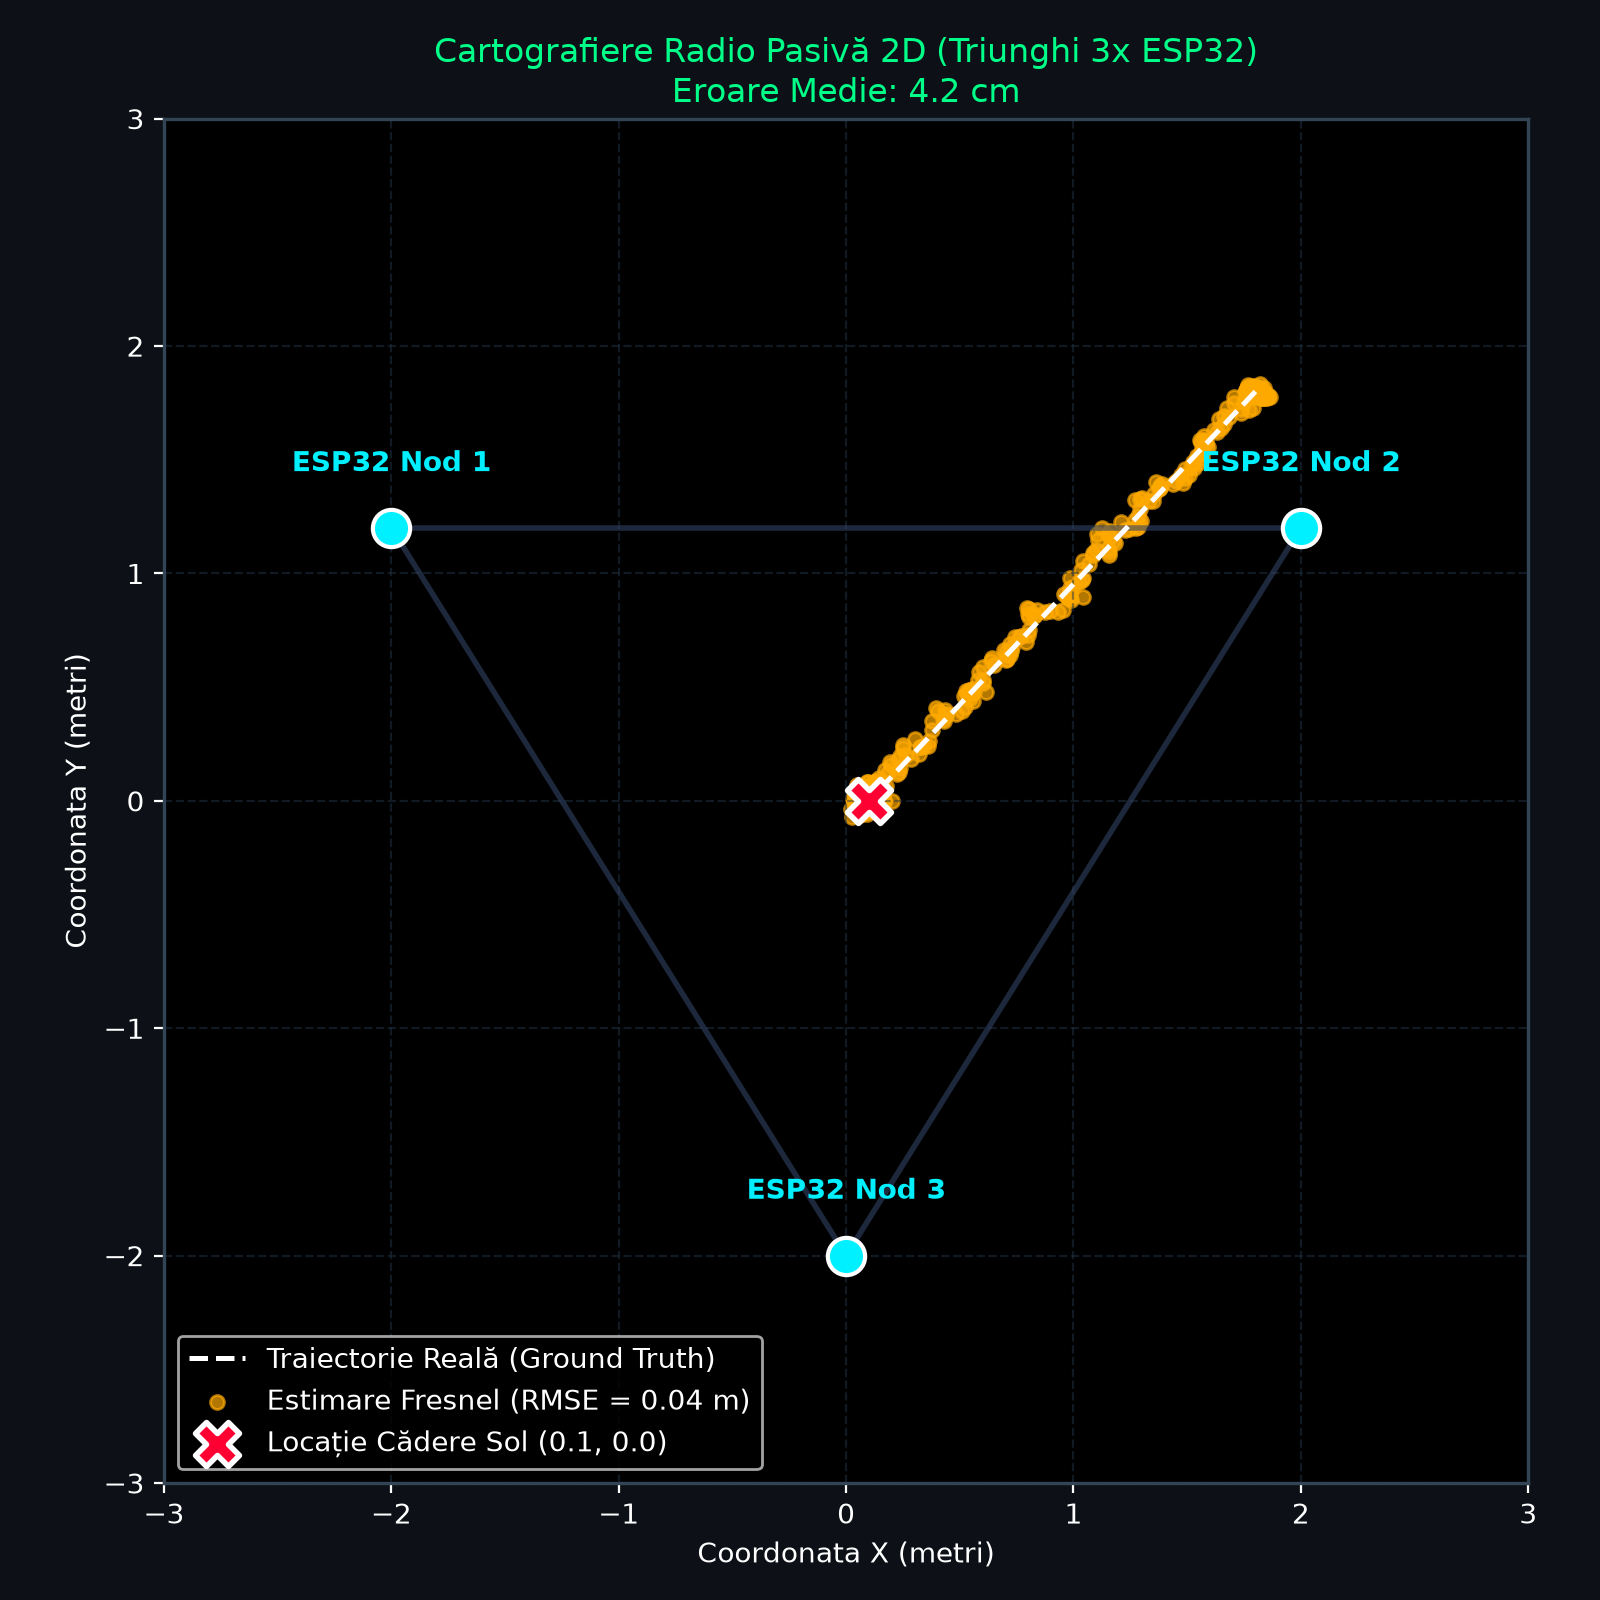 Cartografiere Radio Pasivă 2D (Triunghi 3x ESP32)
Eroare Medie: 4.2 cm
3
2
1
0
−1
−2
−3
Coordonata Y (metri)
ESP32 Nod 1
ESP32 Nod 2
ESP32 Nod 3
Traiectorie Reală (Ground Truth)
Estimare Fresnel (RMSE = 0.04 m)
Locație Cădere Sol (0.1, 0.0)
−3
−2
−1
0
1
2
3
Coordonata X (metri)